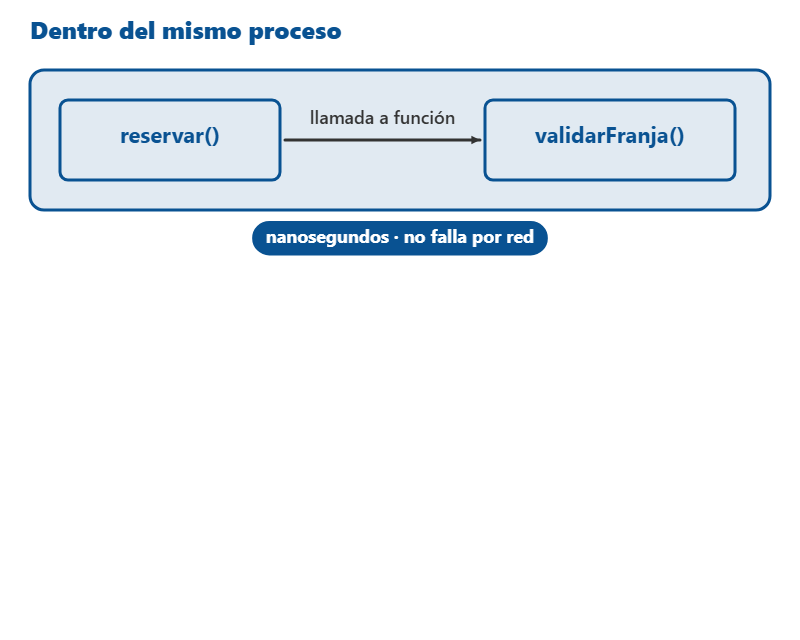 Dentro del mismo proceso
reservar()
llamada a función
validarFranja()
nanosegundos · no falla por red